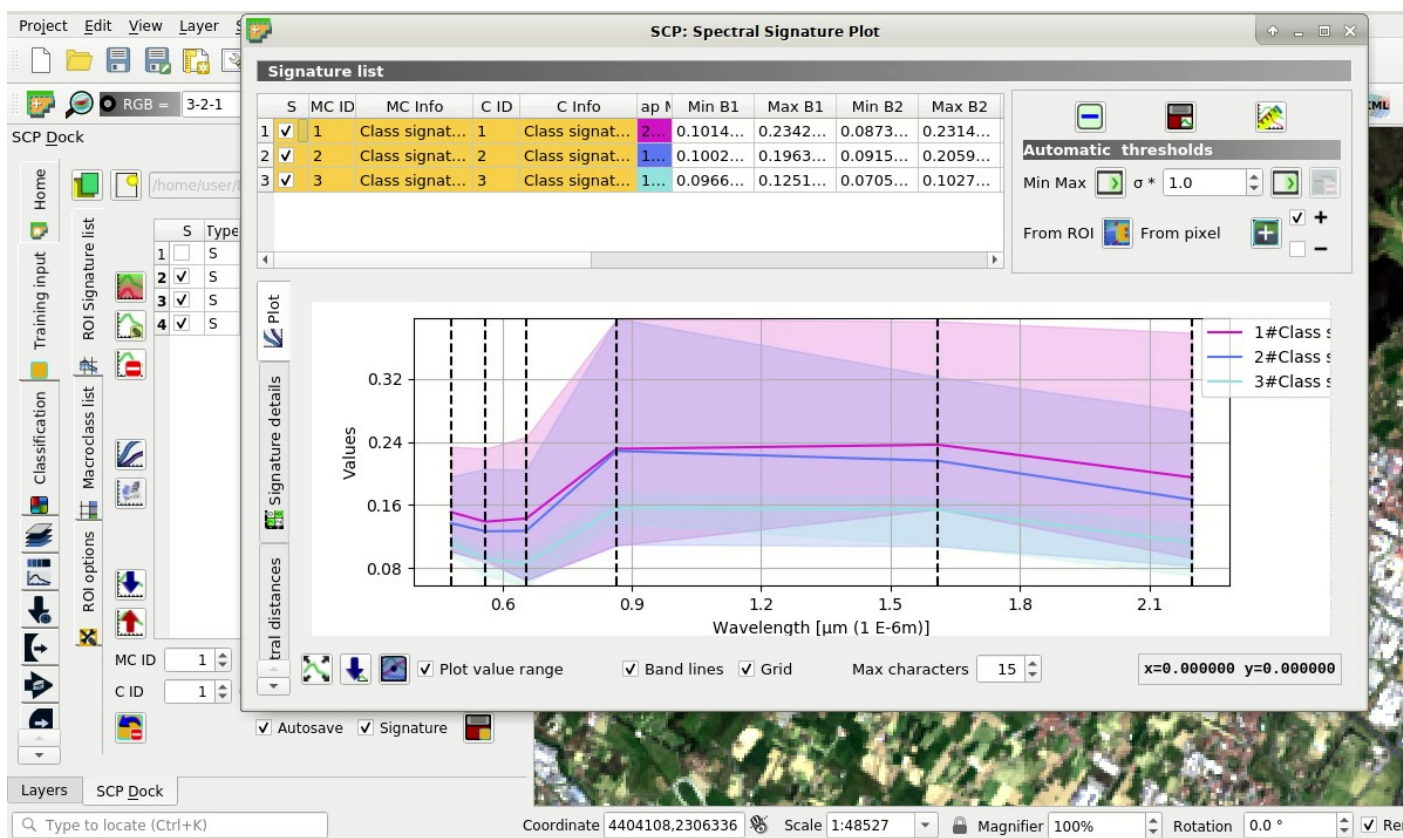 Project Edit View Layer
SCP: Spectral Signature Plot
RGB = 3-2-1
SCP Dock
Signature list
S MC ID MC Info C ID C Info Min B1 Max B1 Min B2 Max B2
1 1 Class signat... 1 Class signat... 2... 0.1014... 0.2342... 0.0873... 0.2314...
2 2 Class signat... 2 Class signat... 1... 0.1002... 0.1963... 0.0915... 0.2059...
3 3 Class signat... 3 Class signat... 1... 0.0966... 0.1251... 0.0705... 0.1027...
Automatic thresholds
Min Max σ * 1.0
From ROI From pixel + −
Home
Training input
Classification
ROI Signature list
Macroclass list
ROI options
/home/user/
S Type
1 S
2 S
3 S
4 S
MC ID 1
C ID 1
Autosave Signature
Plot
Signature details
tral distances
Values
0.32
0.24
0.16
0.08
0.6 0.9 1.2 1.5 1.8 2.1
Wavelength [µm (1 E-6m)]
1#Class s
2#Class s
3#Class s
Plot value range Band lines Grid Max characters 15 x=0.000000 y=0.000000
Layers SCP Dock
Type to locate (Ctrl+K) Coordinate 4404108,2306336 Scale 1:48527 Magnifier 100% Rotation 0.0 °